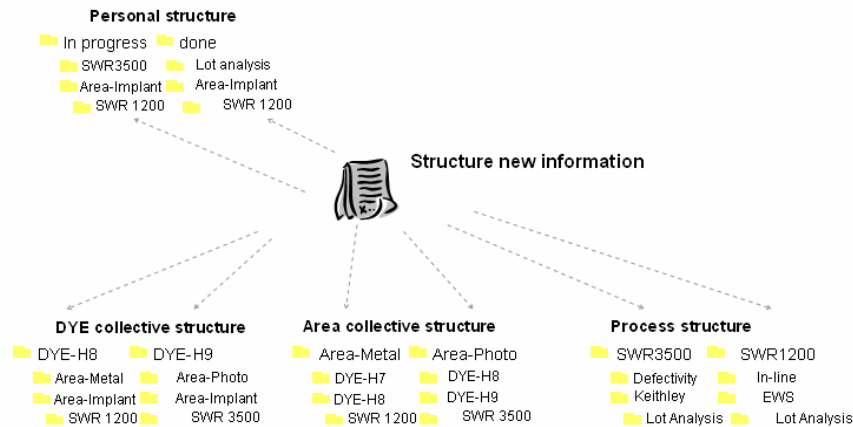 Personal structure
In progress done
SWR3500 Lot analysis
Area-Implant Area-Implant
SWR 1200 SWR 1200
Structure new information
x..
DYE collective structure Area collective structure Process structure
DYE-H8 DYE-H9 Area-Metal Area-Photo SWR3500 SWR1200
Area-Metal Area-Photo DYE-H7 DYE-H8 Defectivity In-line
Area-Implant Area-Implant DYE-H8 DYE-H9 Keithley EWS
SWR 1200 SWR 3500 SWR 1200 SWR 3500 Lot Analysis Lot Analysis